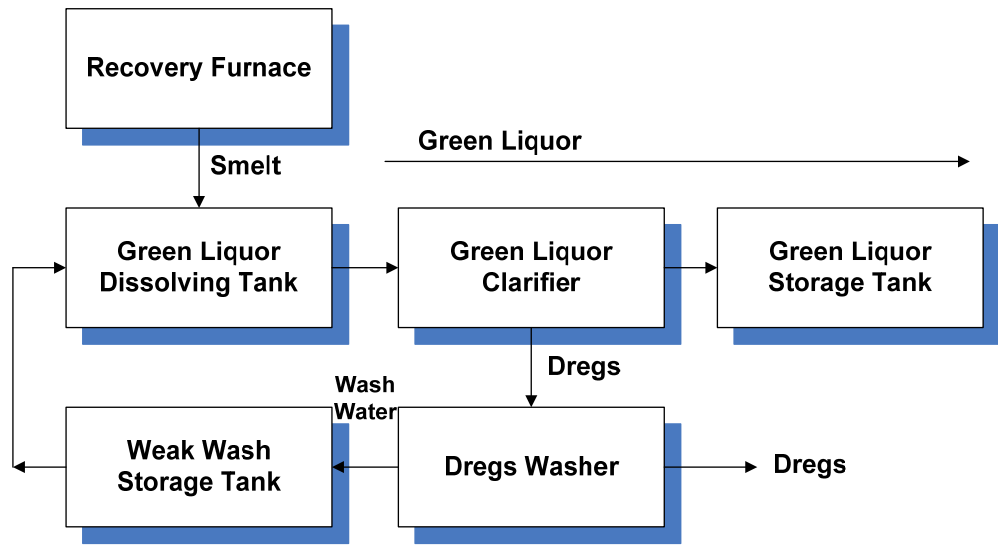 Recovery Furnace
Green Liquor
Smelt
Green Liquor
Dissolving Tank
Green Liquor
Clarifier
Green Liquor
Storage Tank
Dregs
Wash
Water
Weak Wash
Storage Tank
Dregs Washer
Dregs